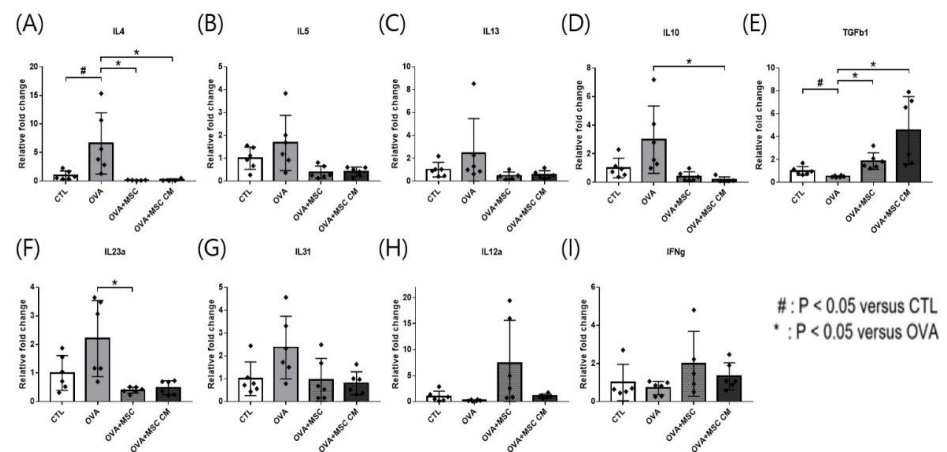 (A)
IL4
Relative fold change
20
15
10
5
0
#
*
*
CTL
OVA
OVA+MSC
OVA+MSC CM
(B)
IL5
Relative fold change
5
4
3
2
1
0
CTL
OVA
OVA+MSC
OVA+MSC CM
(C)
IL13
Relative fold change
10
8
6
4
2
0
CTL
OVA
OVA+MSC
OVA+MSC CM
(D)
IL10
Relative fold change
8
6
4
2
0
*
CTL
OVA
OVA+MSC
OVA+MSC CM
(E)
TGFb1
Relative fold change
10
8
6
4
2
0
#
*
*
CTL
OVA
OVA+MSC
OVA+MSC CM
(F)
IL23a
Relative fold change
4
3
2
1
0
*
CTL
OVA
OVA+MSC
OVA+MSC CM
(G)
IL31
Relative fold change
6
4
2
0
CTL
OVA
OVA+MSC
OVA+MSC CM
(H)
IL12a
Relative fold change
20
15
10
5
0
CTL
OVA
OVA+MSC
OVA+MSC CM
(I)
IFNg
Relative fold change
6
4
2
0
CTL
OVA
OVA+MSC
OVA+MSC CM
# : P < 0.05 versus CTL
* : P < 0.05 versus OVA